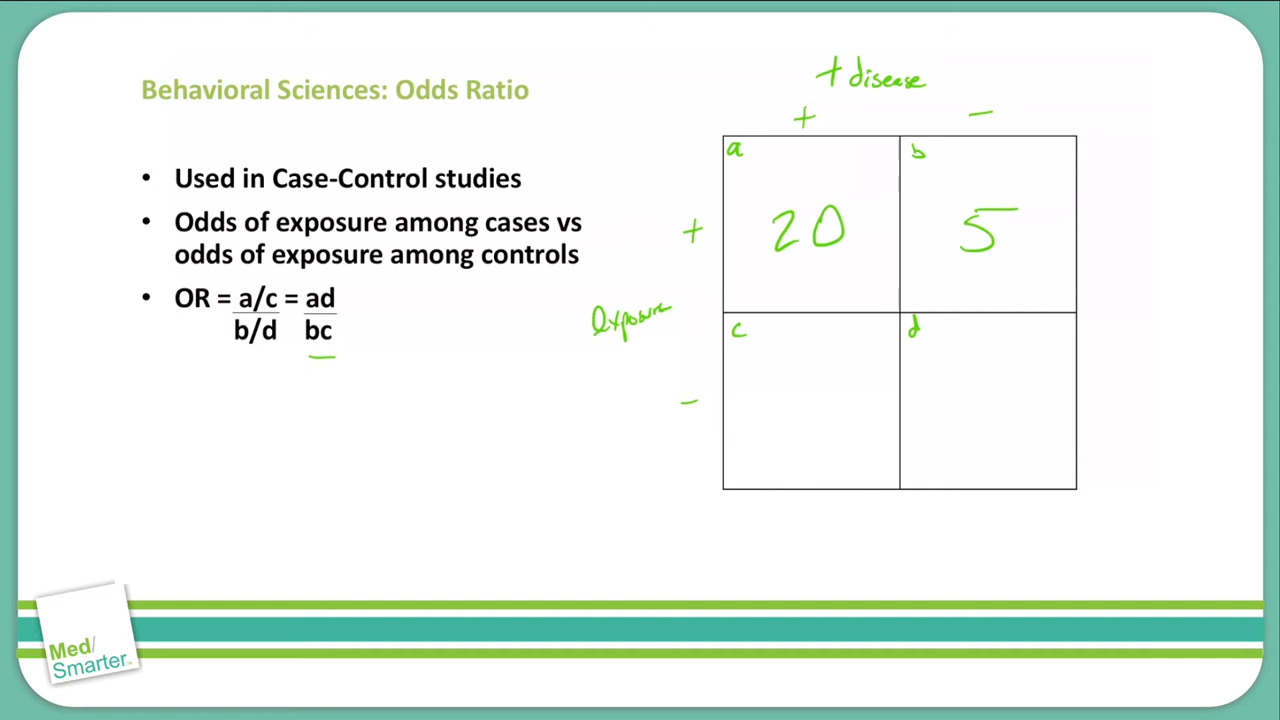 Behavioral Sciences: Odds Ratio
• Used in Case-Control studies
• Odds of exposure among cases vs
odds of exposure among controls
• OR = a/c = ad
b/d bc
+ disease
+ −
a b
+ 20 5
exposure
c d
−
Med/
Smarter